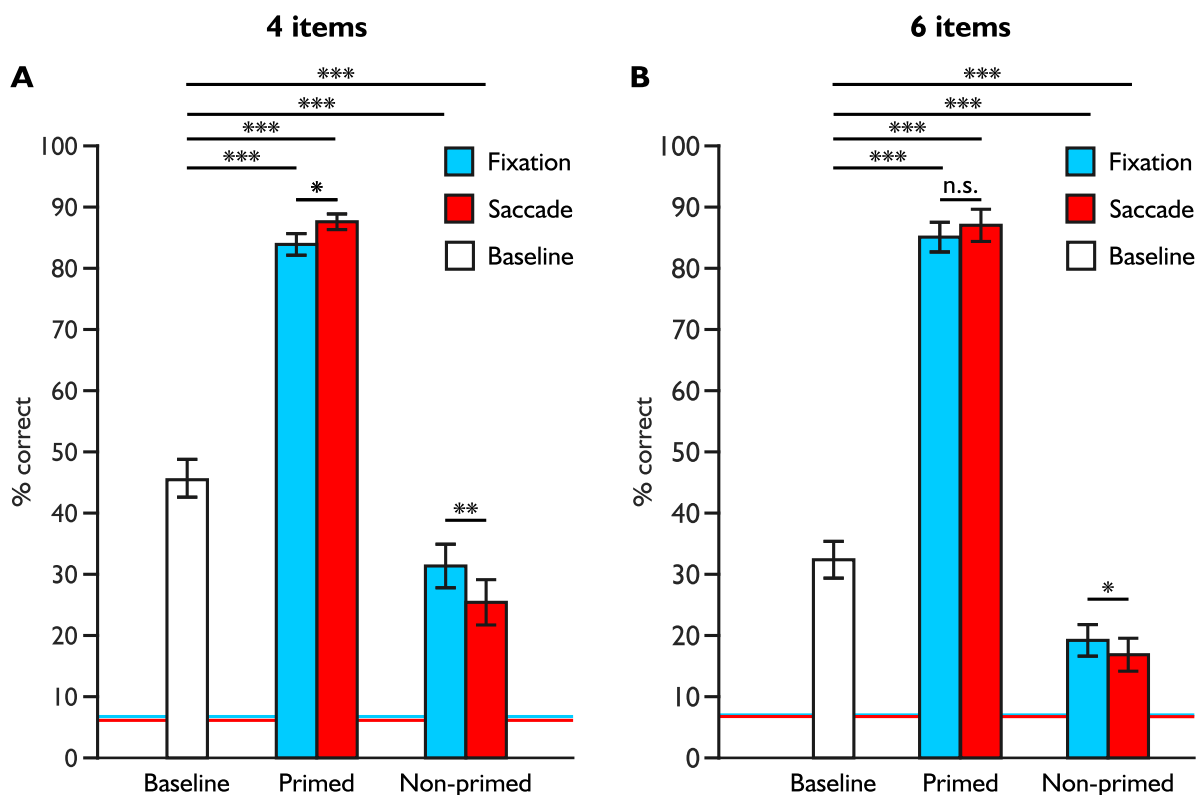 4 items
A
***
***
***
***
100
90
80
70
60
50
40
30
20
10
0
% correct
*
**
Fixation
Saccade
Baseline
Baseline
Primed
Non-primed
6 items
B
***
***
***
***
100
90
80
70
60
50
40
30
20
10
0
% correct
n.s.
*
Fixation
Saccade
Baseline
Baseline
Primed
Non-primed